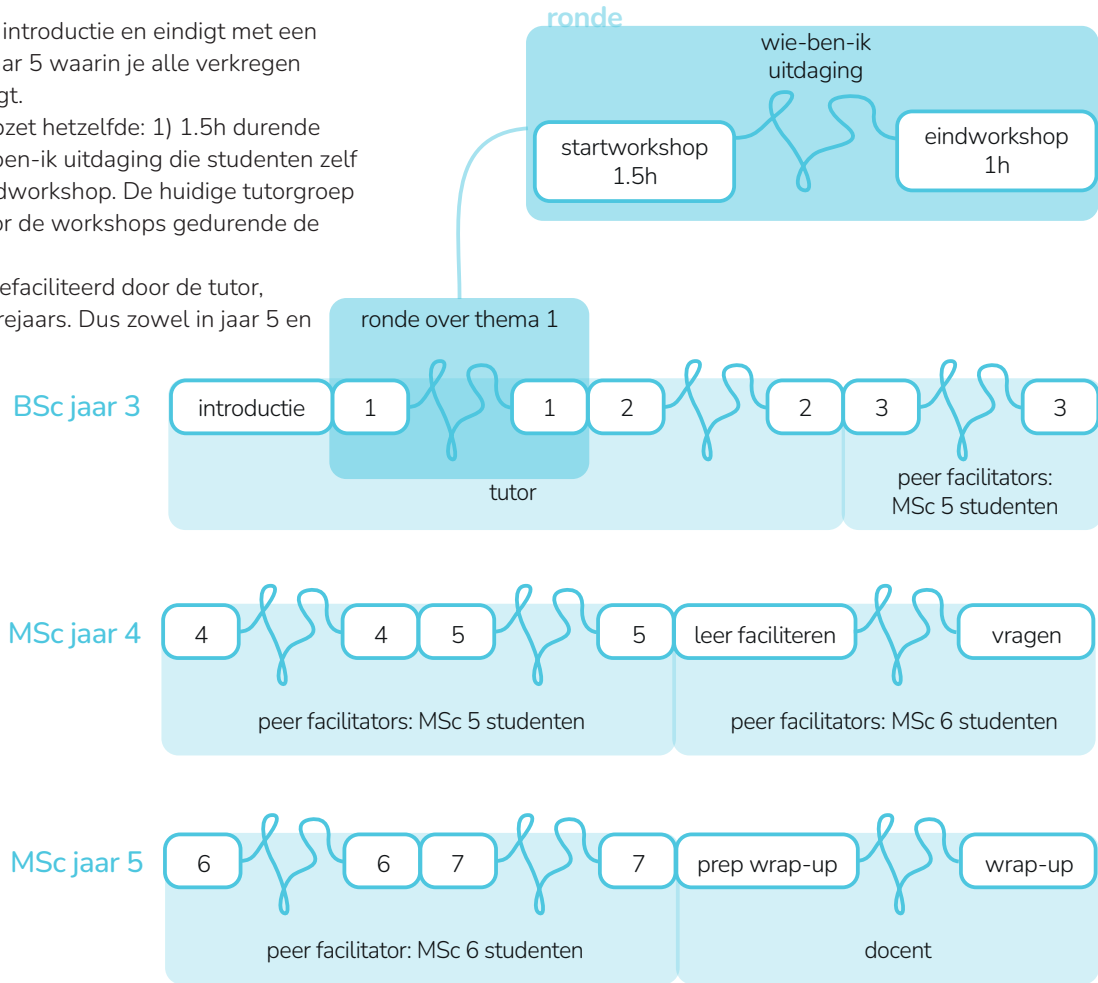 introductie en eindigt met een
ar 5 waarin je alle verkregen
gt.
pzet hetzelfde: 1) 1.5h durende
ben-ik uitdaging die studenten zelf
dworkshop. De huidige tutorgroep
or de workshops gedurende de
efaciliteerd door de tutor,
rejaars. Dus zowel in jaar 5 en
ronde
wie-ben-ik
uitdaging
startworkshop
1.5h
eindworkshop
1h
ronde over thema 1
BSc jaar 3
introductie
1
1
2
2
3
3
tutor
peer facilitators:
MSc 5 studenten
MSc jaar 4
4
4
5
5
leer faciliteren
vragen
peer facilitators: MSc 5 studenten
peer facilitators: MSc 6 studenten
MSc jaar 5
6
6
7
7
prep wrap-up
wrap-up
peer facilitator: MSc 6 studenten
docent